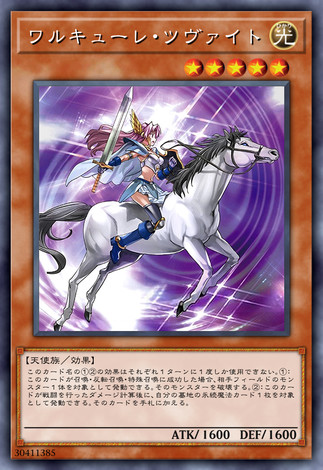 ワルキューレ・ツヴァイト
光
【天使族／効果】
このカード名の①②の効果はそれぞれ１ターンに１度しか使用できない。①：
このカードが召喚・反転召喚・特殊召喚に成功した場合、相手フィールドのモン
スター１体を対象として発動できる。そのモンスターを破壊する。②：このカー
ドが戦闘を行ったダメージ計算後に、自分の墓地の永続魔法カード１枚を対象
として発動できる。そのカードを手札に加える。
ATK/ 1600 DEF/1600
30411385